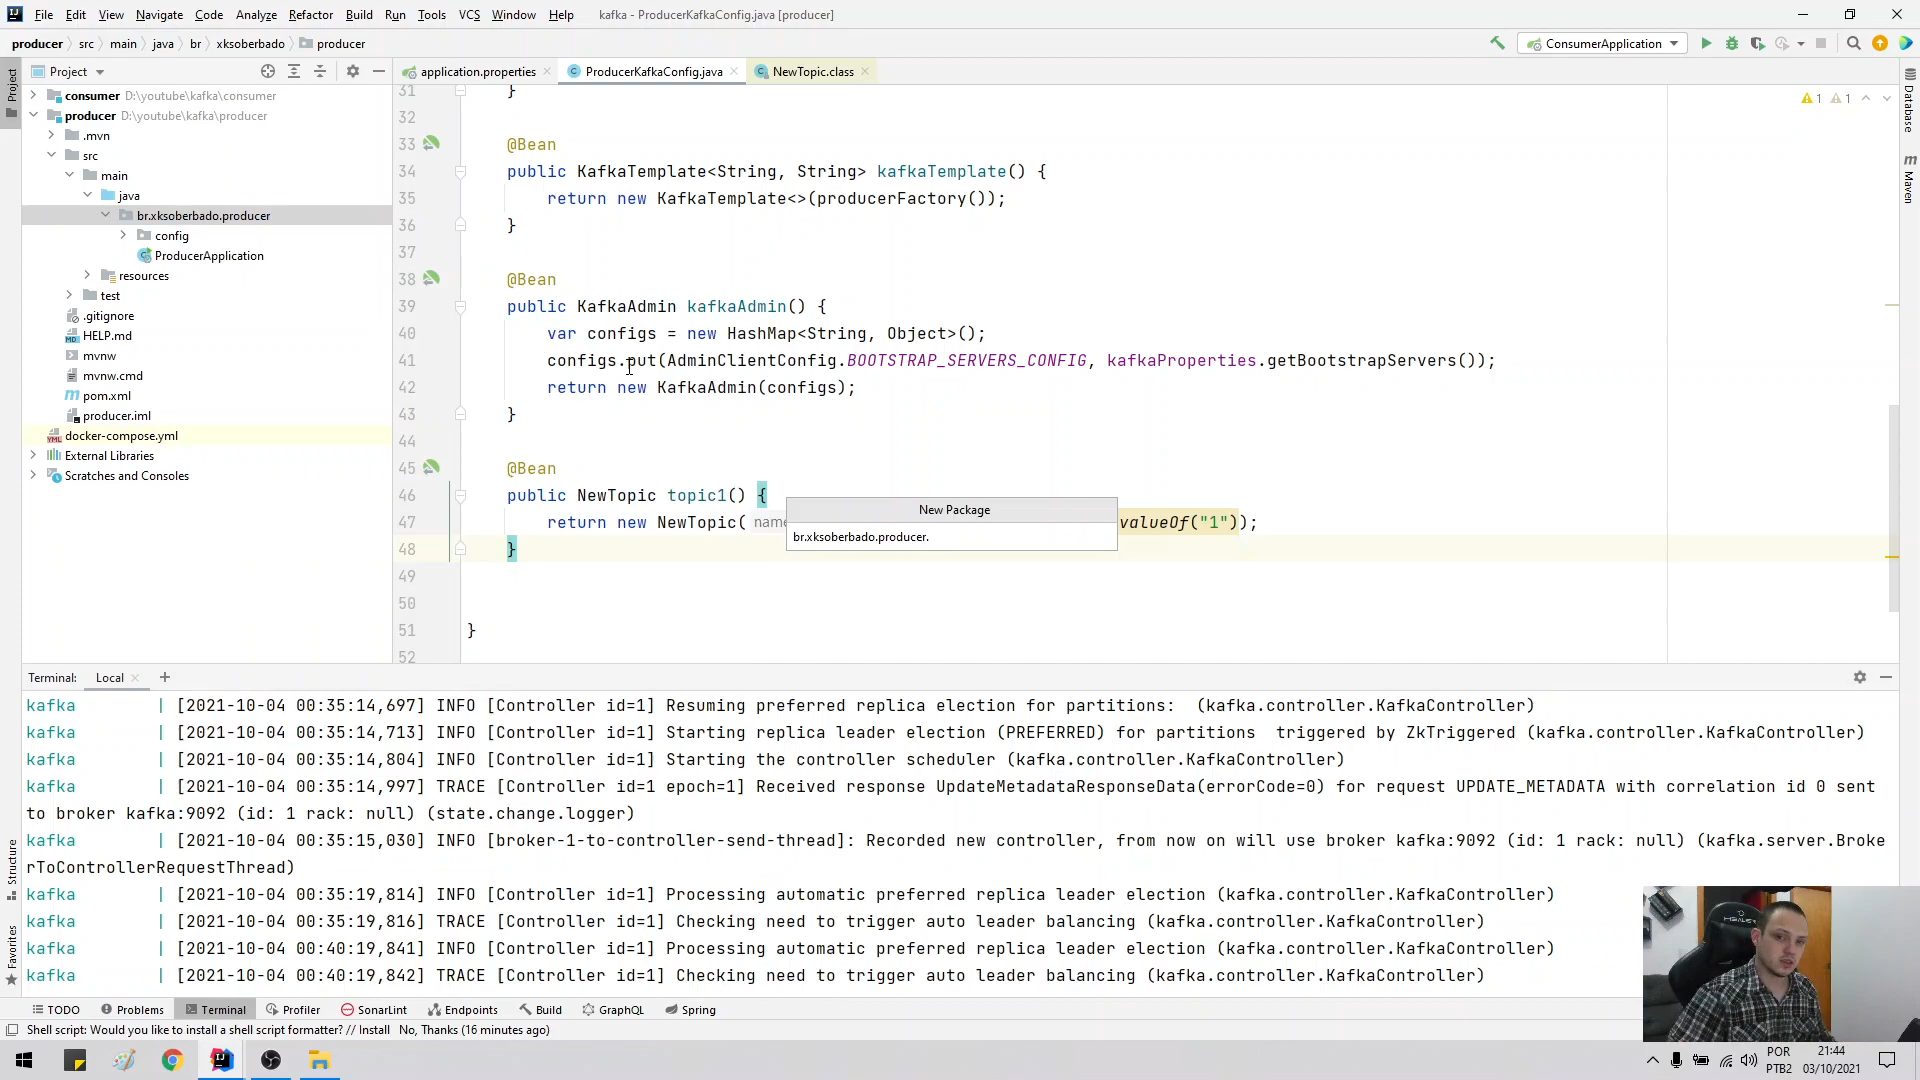 File Edit View Navigate Code Analyze Refactor Build Run Tools VCS Window Help kafka - ProducerKafkaConfig.java [producer]
producer src main java br xksoberbado producer
ConsumerApplication
Project
application.properties ProducerKafkaConfig.java NewTopic.class
consumer D:\youtube\kafka\consumer
producer D:\youtube\kafka\producer
.mvn
src
main
java
br.xksoberbado.producer
config
ProducerApplication
resources
test
.gitignore
HELP.md
mvnw
mvnw.cmd
pom.xml
producer.iml
docker-compose.yml
External Libraries
Scratches and Consoles
Project
Structure
Favorites
1 1
Database
Maven
31 }
32
33 @Bean
34 public KafkaTemplate<String, String> kafkaTemplate() {
35 return new KafkaTemplate<>(producerFactory());
36 }
37
38 @Bean
39 public KafkaAdmin kafkaAdmin() {
40 var configs = new HashMap<String, Object>();
41 configs.put(AdminClientConfig.BOOTSTRAP_SERVERS_CONFIG, kafkaProperties.getBootstrapServers());
42 return new KafkaAdmin(configs);
43 }
44
45 @Bean
46 public NewTopic topic1() {
47 return new NewTopic( name valueOf("1"));
48 }
49
50
51 }
52
New Package
br.xksoberbado.producer.
Terminal: Local
kafka | [2021-10-04 00:35:14,697] INFO [Controller id=1] Resuming preferred replica election for partitions: (kafka.controller.KafkaController)
kafka | [2021-10-04 00:35:14,713] INFO [Controller id=1] Starting replica leader election (PREFERRED) for partitions triggered by ZkTriggered (kafka.controller.KafkaController)
kafka | [2021-10-04 00:35:14,804] INFO [Controller id=1] Starting the controller scheduler (kafka.controller.KafkaController)
kafka | [2021-10-04 00:35:14,997] TRACE [Controller id=1 epoch=1] Received response UpdateMetadataResponseData(errorCode=0) for request UPDATE_METADATA with correlation id 0 sent
to broker kafka:9092 (id: 1 rack: null) (state.change.logger)
kafka | [2021-10-04 00:35:15,030] INFO [broker-1-to-controller-send-thread]: Recorded new controller, from now on will use broker kafka:9092 (id: 1 rack: null) (kafka.server.Broke
rToControllerRequestThread)
kafka | [2021-10-04 00:35:19,814] INFO [Controller id=1] Processing automatic preferred replica leader election (kafka.controller.KafkaController)
kafka | [2021-10-04 00:35:19,816] TRACE [Controller id=1] Checking need to trigger auto leader balancing (kafka.controller.KafkaController)
kafka | [2021-10-04 00:40:19,841] INFO [Controller id=1] Processing automatic preferred replica leader election (kafka.controller.KafkaController)
kafka | [2021-10-04 00:40:19,842] TRACE [Controller id=1] Checking need to trigger auto leader balancing (kafka.controller.KafkaController)
TODO Problems Terminal Profiler SonarLint Endpoints Build GraphQL Spring
Shell script: Would you like to install a shell script formatter? // Install No, Thanks (16 minutes ago)
POR
PTB2
21:44
03/10/2021